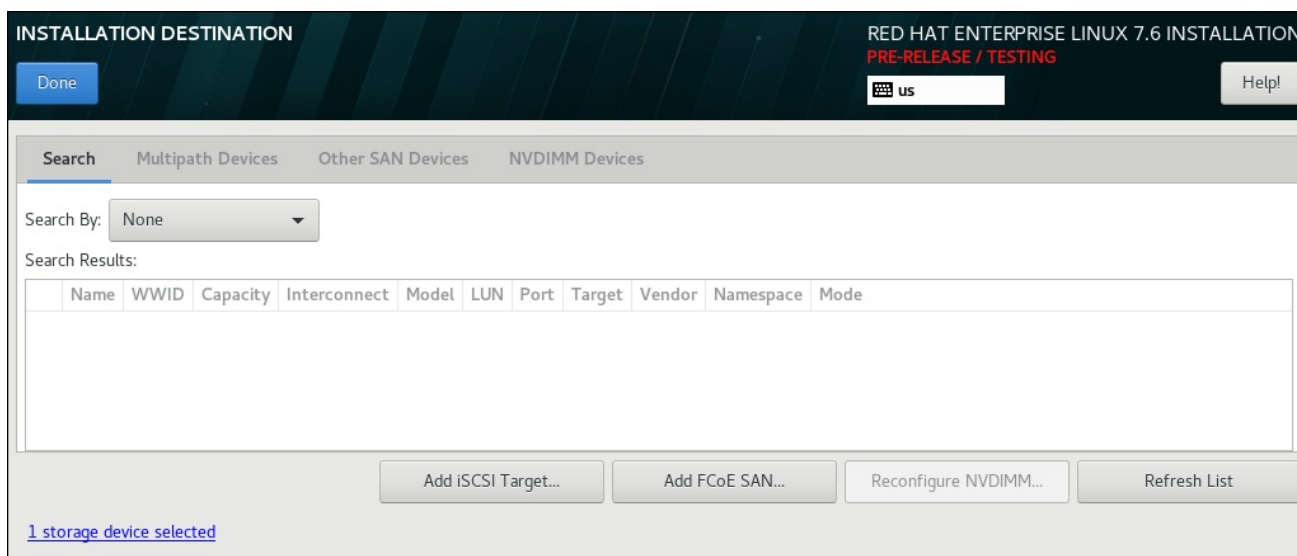 INSTALLATION DESTINATION
RED HAT ENTERPRISE LINUX 7.6 INSTALLATION
PRE-RELEASE / TESTING
Done
us
Help!
Search Multipath Devices Other SAN Devices NVDIMM Devices
Search By: None
Search Results:
Name WWID Capacity Interconnect Model LUN Port Target Vendor Namespace Mode
Add iSCSI Target... Add FCoE SAN... Reconfigure NVDIMM... Refresh List
1 storage device selected